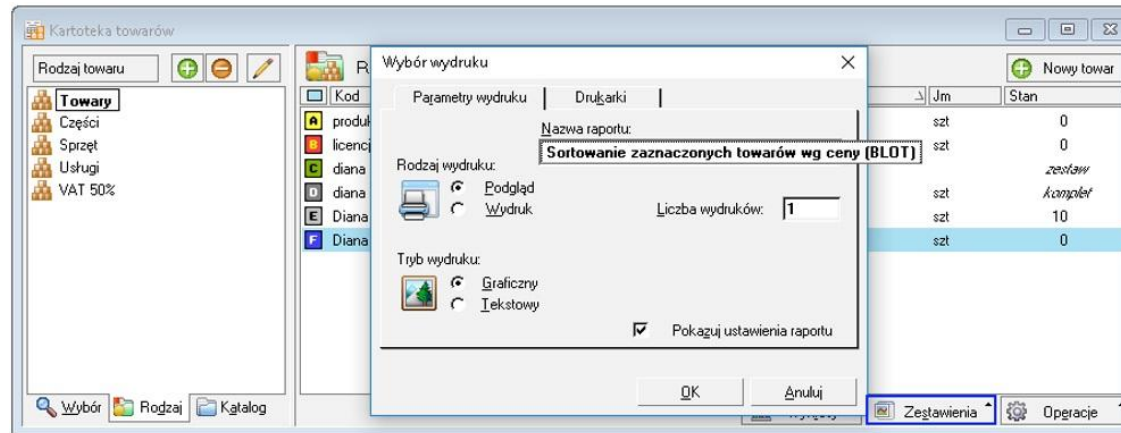 Kartoteka towarów
Rodzaj towaru
Towary
Części
Sprzęt
Usługi
VAT 50%
Wybór Rodzaj Katalog
R
Nowy towar
Kod Jm Stan
A produk szt 0
B licencj szt 0
C diana zestaw
D diana szt komplet
E Diana szt 10
F Diana szt 0
Wybór wydruku
Parametry wydruku Drukarki
Nazwa raportu:
Sortowanie zaznaczonych towarów wg ceny (BLOT)
Rodzaj wydruku:
Podgląd
Wydruk
Liczba wydruków: 1
Tryb wydruku:
Graficzny
Tekstowy
Pokazuj ustawienia raportu
OK Anuluj
Zestawienia Operacje